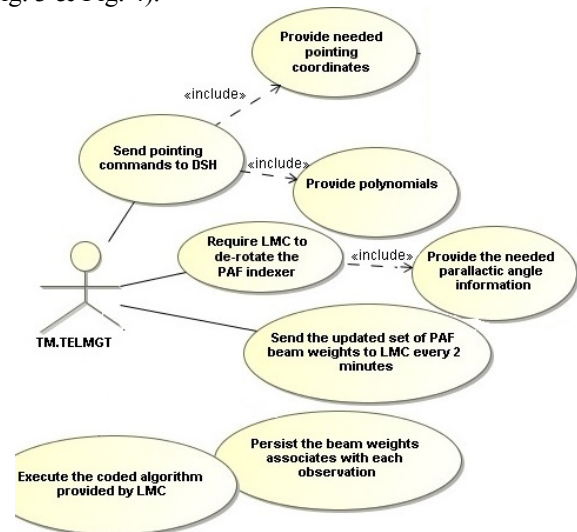 g. 3 & Fig. 4).
Provide needed
pointing
coordinates
«include»
Send pointing
commands to DSH
«include»
Provide polynomials
Require LMC to
de-rotate the
PAF indexer
«include»
Provide the needed
parallactic angle
information
TM.TELMGT
Send the updated set of PAF
beam weights to LMC every 2
minutes
Persist the beam weights
associates with each
observation
Execute the coded algorithm
provided by LMC